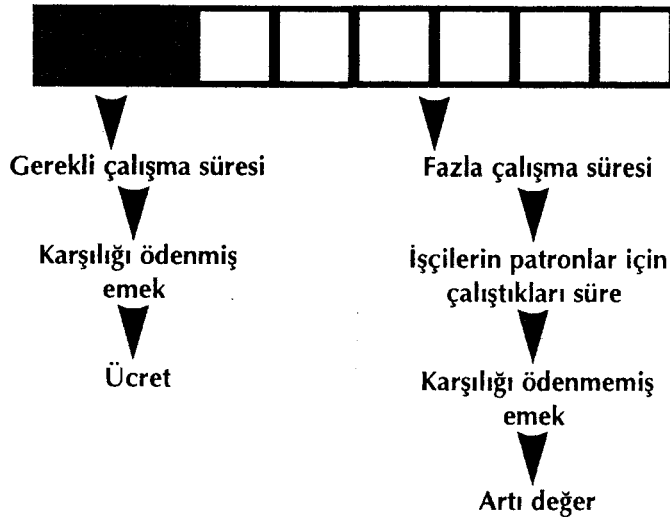 Gerekli çalışma süresi
Karşılığı ödenmiş
emek
Ücret
Fazla çalışma süresi
İşçilerin patronlar için
çalıştıkları süre
Karşılığı ödenmemiş
emek
Artı değer